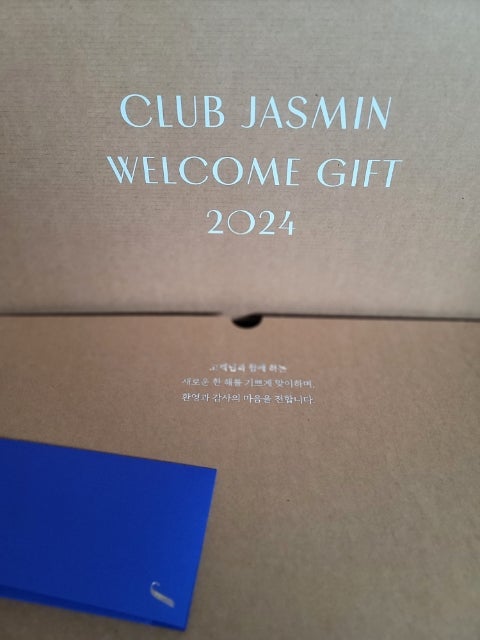 CLUB JASMIN
WELCOME GIFT
2024
고객님과 함께 하는
새로운 한 해를 기쁘게 맞이하며,
환영과 감사의 마음을 전합니다.
J